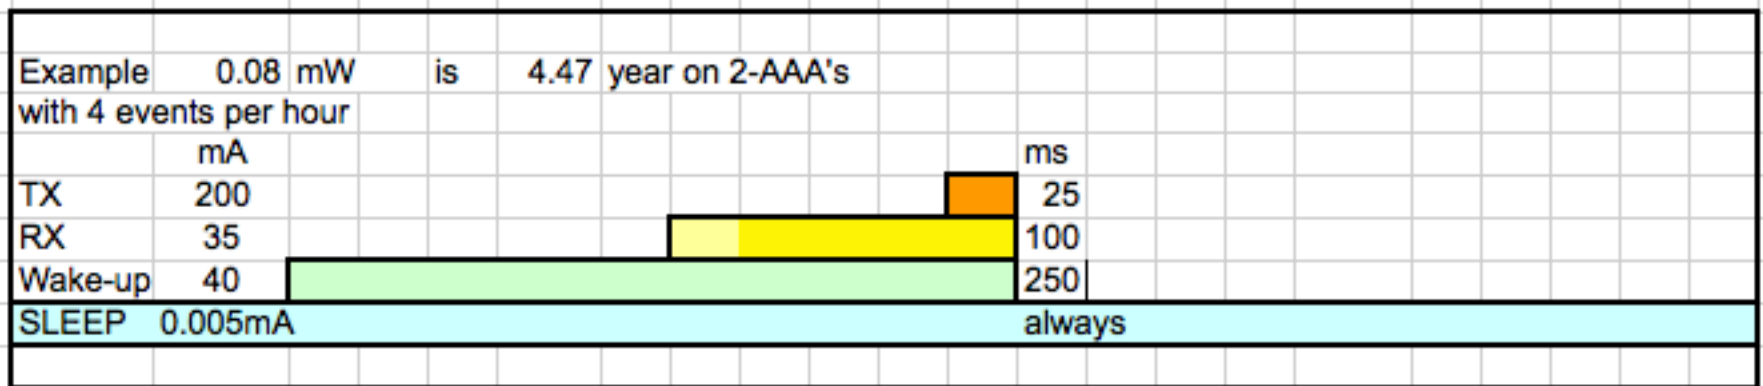 Example 0.08 mW is 4.47 year on 2-AAA's
with 4 events per hour
mA ms
TX 200 25
RX 35 100
Wake-up 40 250
SLEEP 0.005mA always